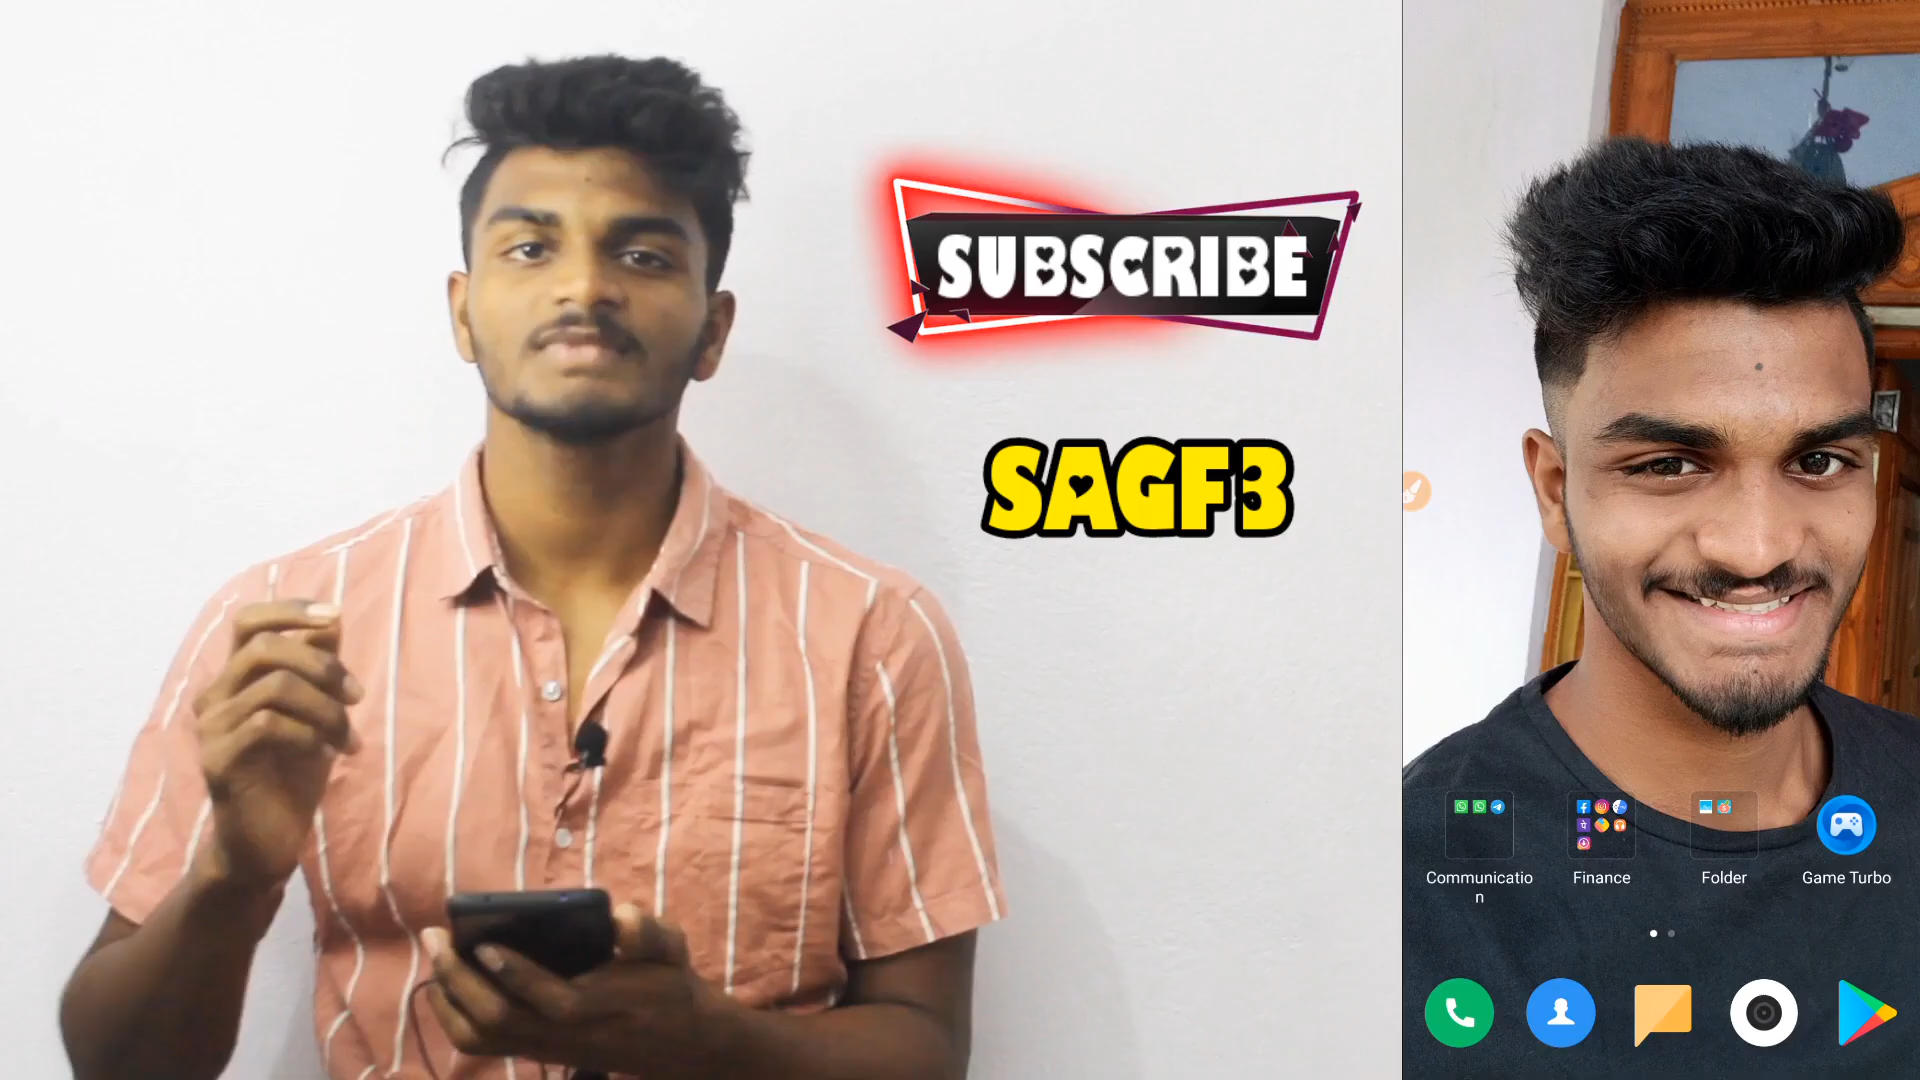 SUBSCRIBE
SAGF3
Communicatio
n
Finance
Folder
Game Turbo